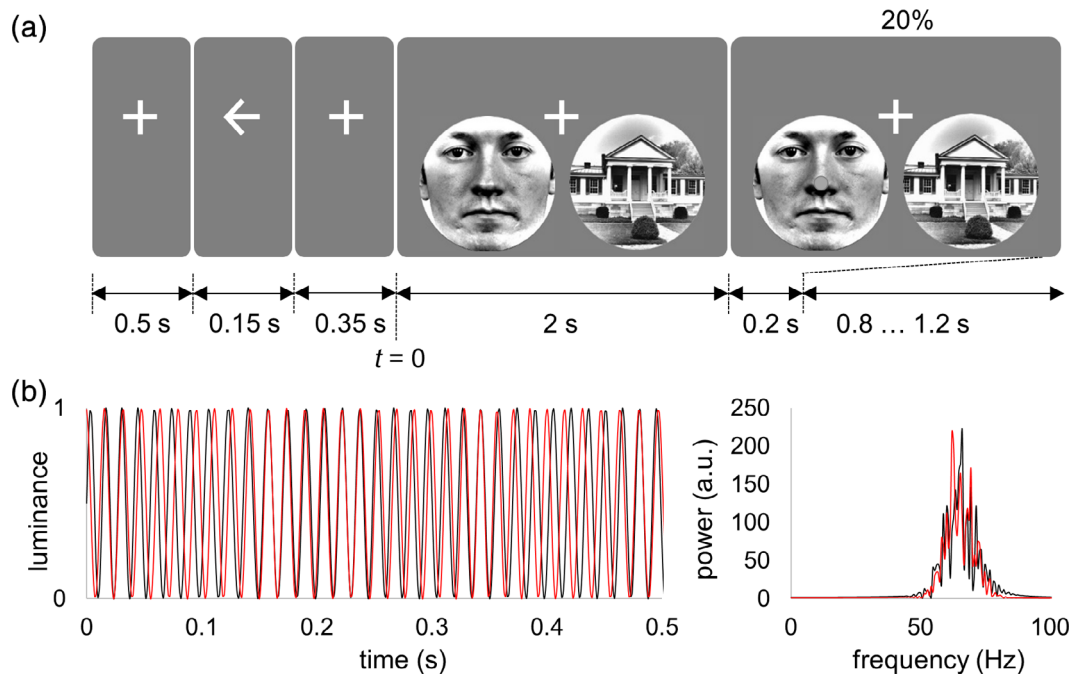 (a)
20%
0.5 s
0.15 s
0.35 s
2 s
0.2 s
0.8 … 1.2 s
t = 0
(b)
1
luminance
0
0
0.1
0.2
0.3
0.4
0.5
time (s)
250
200
150
100
50
0
power (a.u.)
0
50
100
frequency (Hz)